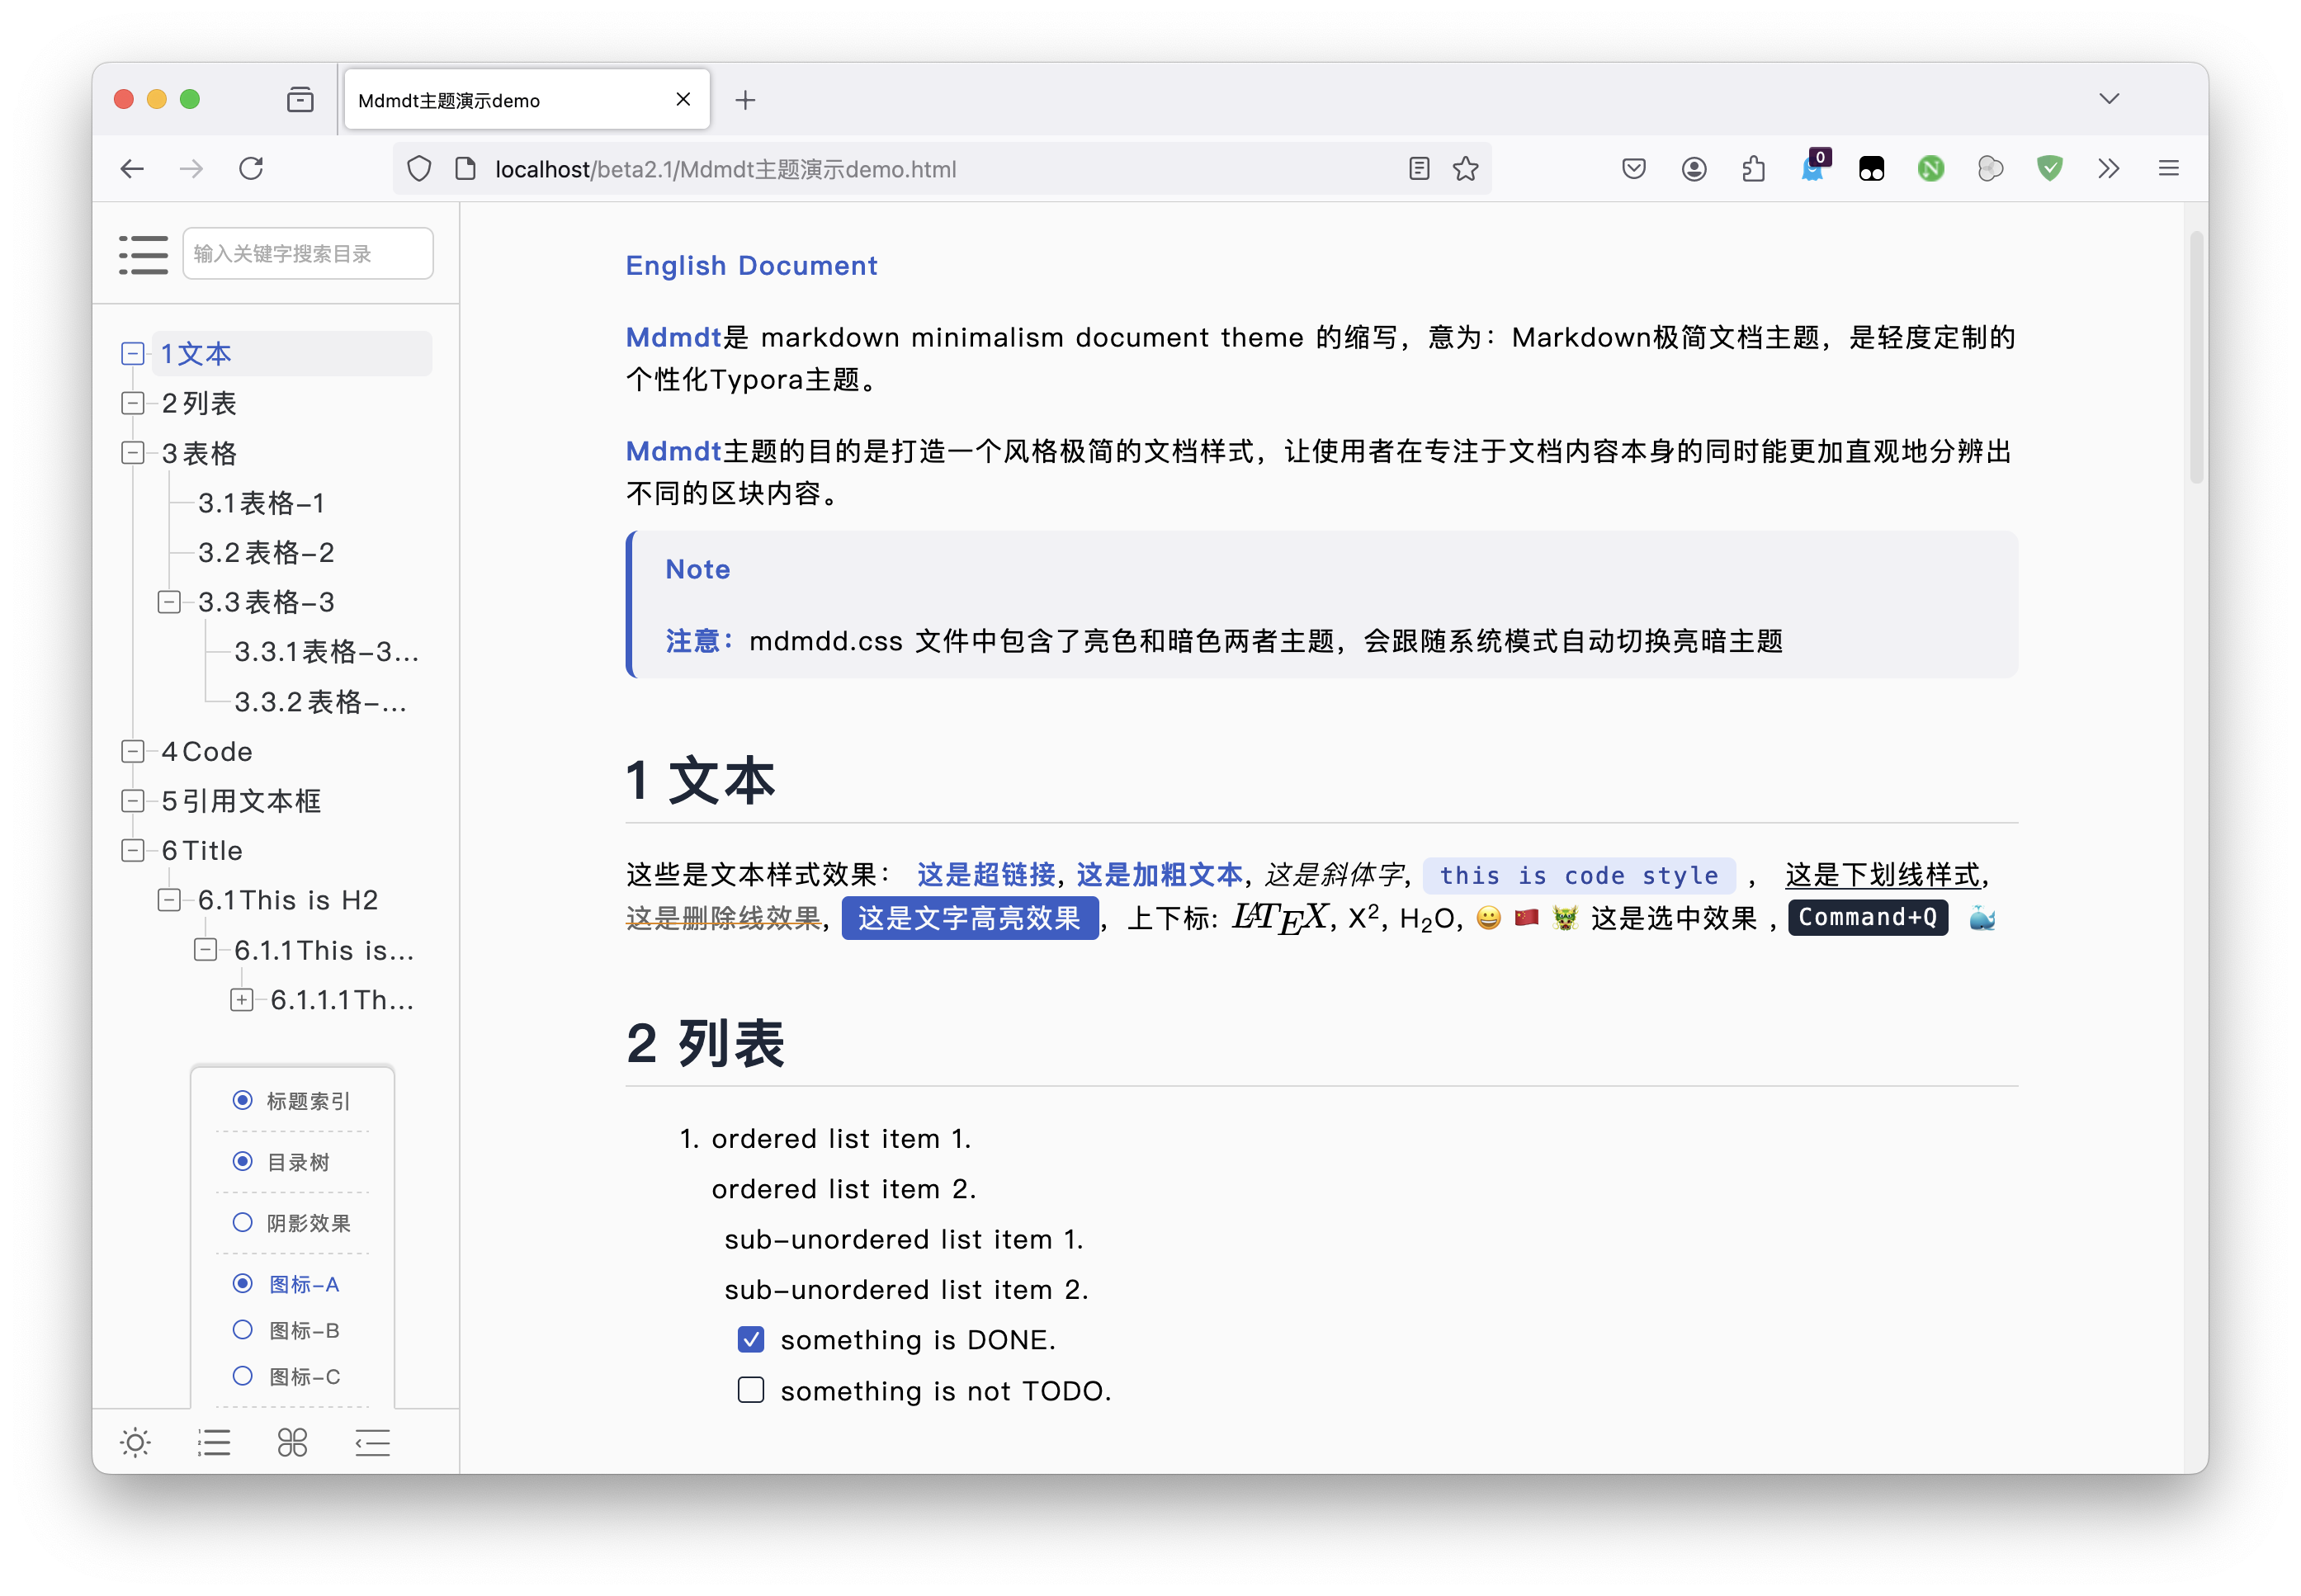 Mdmdt主题演示demo
localhost/beta2.1/Mdmdt主题演示demo.html
0
N
输入关键字搜索目录
1文本
2列表
3表格
3.1表格-1
3.2表格-2
3.3表格-3
3.3.1表格-3...
3.3.2表格-...
4Code
5引用文本框
6Title
6.1This is H2
6.1.1This is...
6.1.1.1Th...
标题索引
目录树
阴影效果
图标-A
图标-B
图标-C
English Document
Mdmdt是 markdown minimalism document theme 的缩写，意为：Markdown极简文档主题，是轻度定制的
个性化Typora主题。
Mdmdt主题的目的是打造一个风格极简的文档样式，让使用者在专注于文档内容本身的同时能更加直观地分辨出
不同的区块内容。
Note
注意：mdmdd.css 文件中包含了亮色和暗色两者主题，会跟随系统模式自动切换亮暗主题
1 文本
这些是文本样式效果： 这是超链接, 这是加粗文本, 这是斜体字, this is code style ， 这是下划线样式,
这是删除线效果, 这是文字高亮效果 ， 上下标: LATEX, X², H₂O, 😀 🇨🇳 🐲 这是选中效果 , Command+Q 🐳
2 列表
1. ordered list item 1.
ordered list item 2.
sub-unordered list item 1.
sub-unordered list item 2.
something is DONE.
something is not TODO.